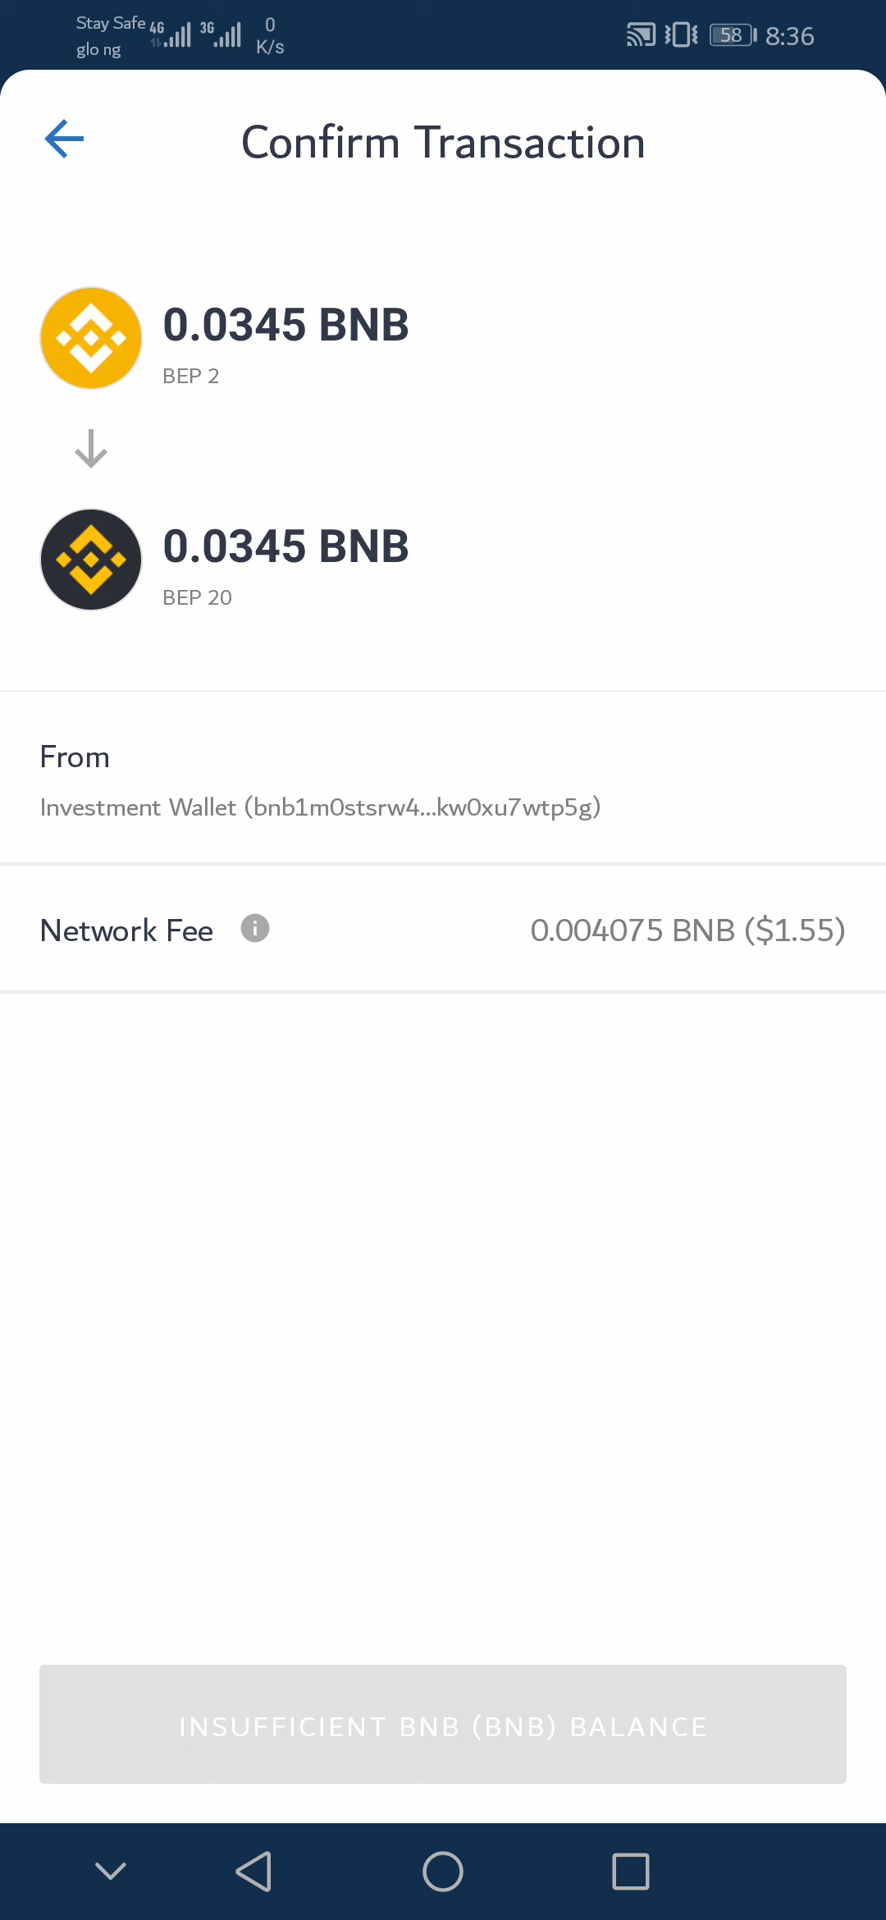 Stay Safe 4G 3G 0
glo ng K/s
58 8:36
Confirm Transaction
0.0345 BNB
BEP 2
0.0345 BNB
BEP 20
From
Investment Wallet (bnb1m0stsrw4...kw0xu7wtp5g)
Network Fee i 0.004075 BNB ($1.55)
INSUFFICIENT BNB (BNB) BALANCE